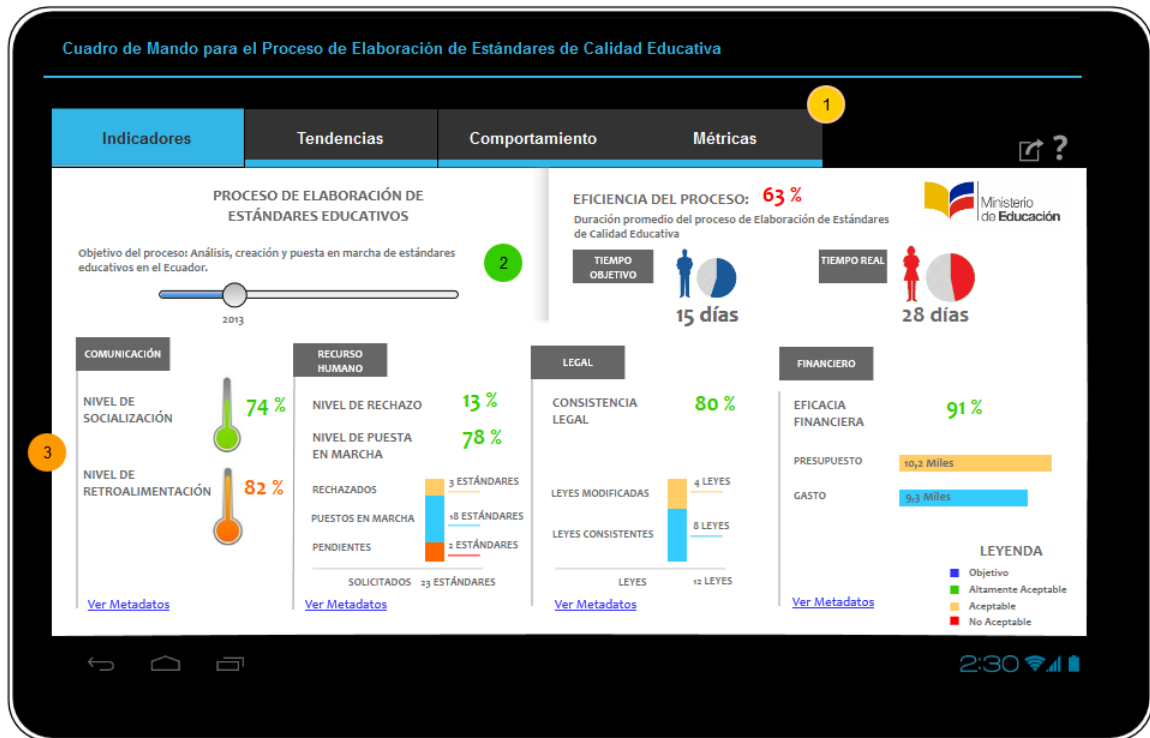 Cuadro de Mando para el Proceso de Elaboración de Estándares de Calidad Educativa
1
Indicadores
Tendencias
Comportamiento
Métricas
?
PROCESO DE ELABORACIÓN DE
ESTÁNDARES EDUCATIVOS
Objetivo del proceso: Análisis, creación y puesta en marcha de estándares
educativos en el Ecuador.
2
2013
EFICIENCIA DEL PROCESO: 63 %
Duración promedio del proceso de Elaboración de Estándares
de Calidad Educativa
Ministerio
de Educación
TIEMPO
OBJETIVO
15 días
TIEMPO REAL
28 días
COMUNICACIÓN
NIVEL DE
SOCIALIZACIÓN
74 %
3
NIVEL DE
RETROALIMENTACIÓN
82 %
Ver Metadatos
RECURSO
HUMANO
NIVEL DE RECHAZO 13 %
NIVEL DE PUESTA
EN MARCHA
78 %
RECHAZADOS 3 ESTÁNDARES
PUESTOS EN MARCHA 18 ESTÁNDARES
PENDIENTES 2 ESTÁNDARES
SOLICITADOS 23 ESTÁNDARES
Ver Metadatos
LEGAL
CONSISTENCIA
LEGAL
80 %
LEYES MODIFICADAS 4 LEYES
LEYES CONSISTENTES 8 LEYES
LEYES 12 LEYES
Ver Metadatos
FINANCIERO
EFICACIA
FINANCIERA
91 %
PRESUPUESTO 10,2 Miles
GASTO 9,3 Miles
Ver Metadatos
LEYENDA
Objetivo
Altamente Aceptable
Aceptable
No Aceptable
2:30